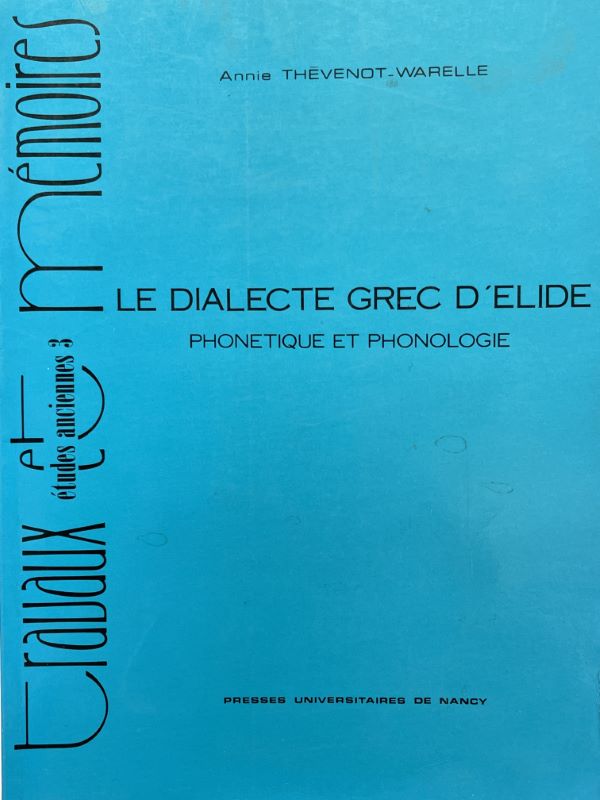 Annie THÉVENOT-WARELLE
LE DIALECTE GREC D'ELIDE
PHONETIQUE ET PHONOLOGIE
Travaux et mémoires
études anciennes 3
PRESSES UNIVERSITAIRES DE NANCY